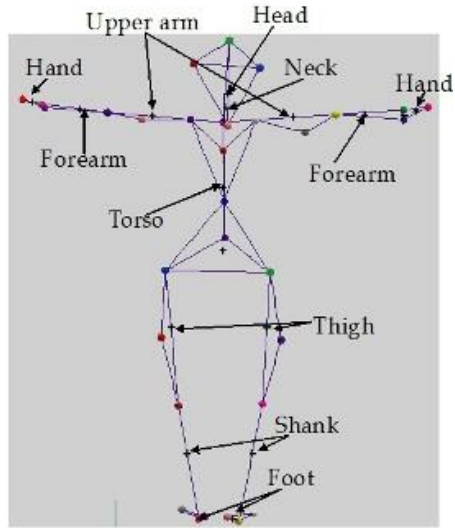 Head
Upper arm
Neck
Hand
Hand
Forearm
Forearm
Torso
Thigh
Shank
Foot